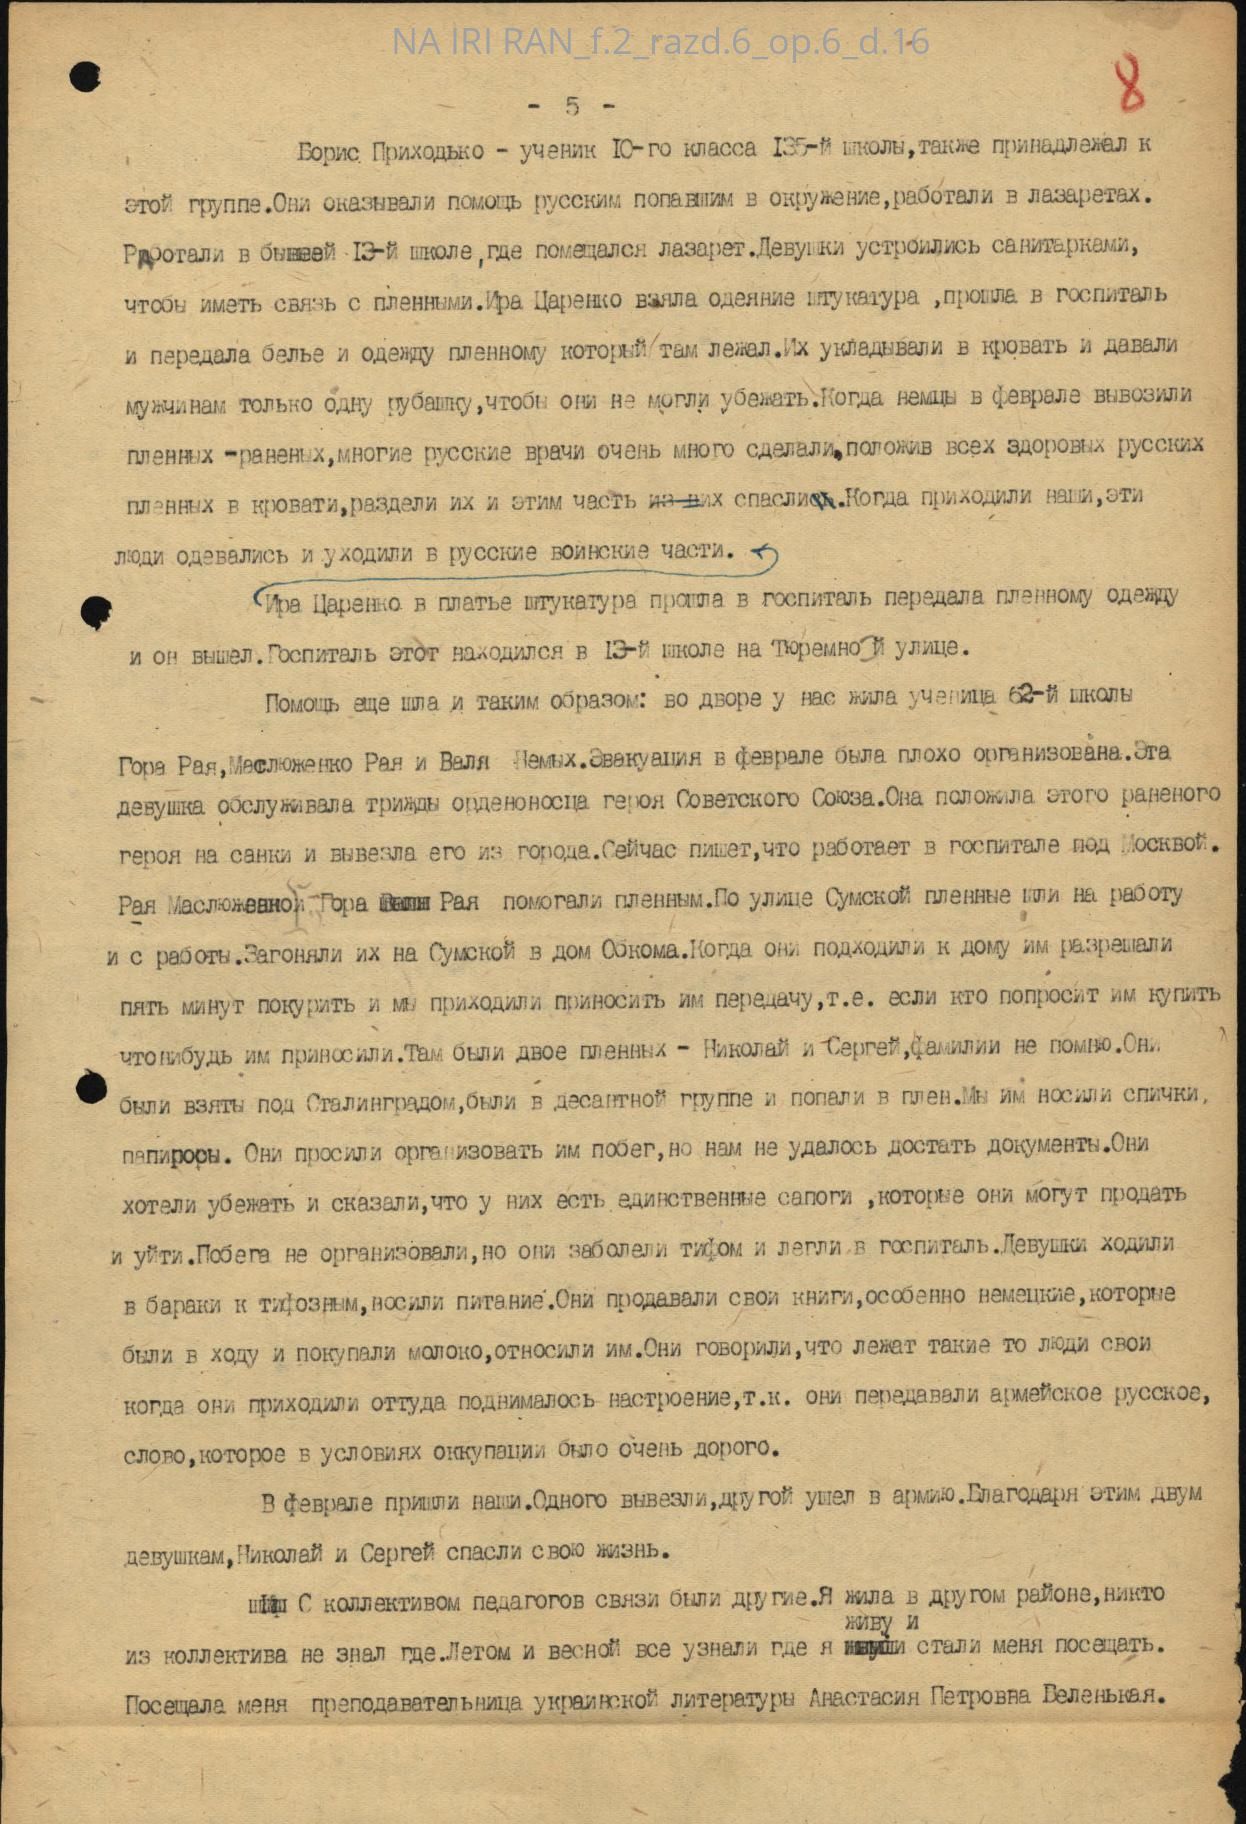 NA IRI RAN_f.2_razd.6_op.6_d.16
8
- 5 -
Борис Приходько - ученик 10-го класса 135-й школы,также принадлежал к
этой группе.Они оказывали помощь русским попавшим в окружение,работали в лазаретах.
Работали в бывшей 13-й школе,где помещался лазарет.Девушки устроились санитарками,
чтобы иметь связь с пленными.Ира Царенко взяла одеяние штукатура ,прошла в госпиталь
и передала белье и одежду пленному который там лежал.Их укладывали в кровать и давали
мужчинам только одну рубашку,чтобы они не могли убежать.Когда немцы в феврале вывозили
пленных -раненых,многие русские врачи очень много сделали,положив всех здоровых русских
пленных в кровати,раздели их и этим часть из них спасли.Когда приходили наши,эти
люди одевались и уходили в русские воинские части.
Ира Царенко в платье штукатура прошла в госпиталь передала пленному одежду
и он вышел.Госпиталь этот находился в 13-й школе на Тюремной улице.
Помощь еще шла и таким образом: во дворе у нас жила ученица 62-й школы
Гора Рая,Маслюженко Рая и Валя Немых.Эвакуация в феврале была плохо организована.Эта
девушка обслуживала трижды орденоносца героя Советского Союза.Она положила этого раненого
героя на санки и вывезла его из города.Сейчас пишет,что работает в госпитале под Москвой.
Рая Маслюженко и Гора Рая помогали пленным.По улице Сумской пленные шли на работу
и с работы.Загоняли их на Сумской в дом Обкома.Когда они подходили к дому им разрешали
пять минут покурить и мы приходили приносить им передачу,т.е. если кто попросит им купить
чтонибудь им приносили.Там были двое пленных - Николай и Сергей,фамилии не помню.Они
были взяты под Сталинградом,были в десантной группе и попали в плен.Мы им носили спички,
папироры. Они просили организовать им побег,но нам не удалось достать документы.Они
хотели убежать и сказали,что у них есть единственные сапоги ,которые они могут продать
и уйти.Побега не организовали,но они заболели тифом и легли в госпиталь.Девушки ходили
в бараки к тифозным,носили питание.Они продавали свои книги,особенно немецкие,которые
были в ходу и покупали молоко,относили им.Они говорили,что лежат такие то люди свои
когда они приходили оттуда поднималось настроение,т.к. они передавали армейское русское,
слово,которое в условиях оккупации было очень дорого.
В феврале пришли наши.Одного вывезли,другой ушел в армию.Благодаря этим двум
девушкам,Николай и Сергей спасли свою жизнь.
С коллективом педагогов связи были другие.Я жила в другом районе,никто
живу и
из коллектива не знал где.Летом и весной все узнали где я стали меня посещать.
Посещала меня преподавательница украинской литературы Анастасия Петровна Беленькая.